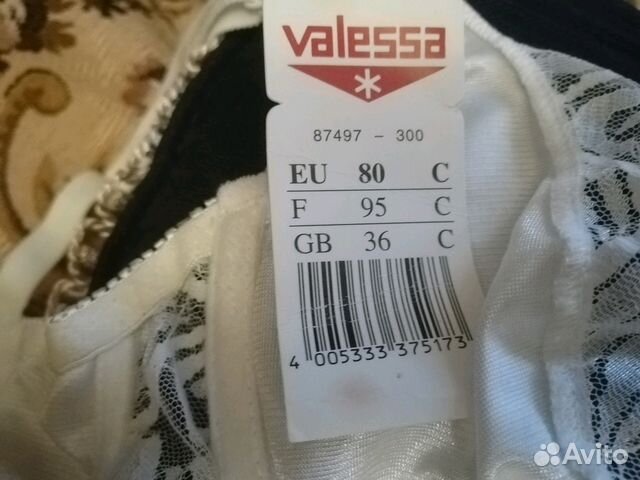 valessa
87497 - 300
EU 80 C
F 95 C
GB 36 C
4 005333 375173
Avito